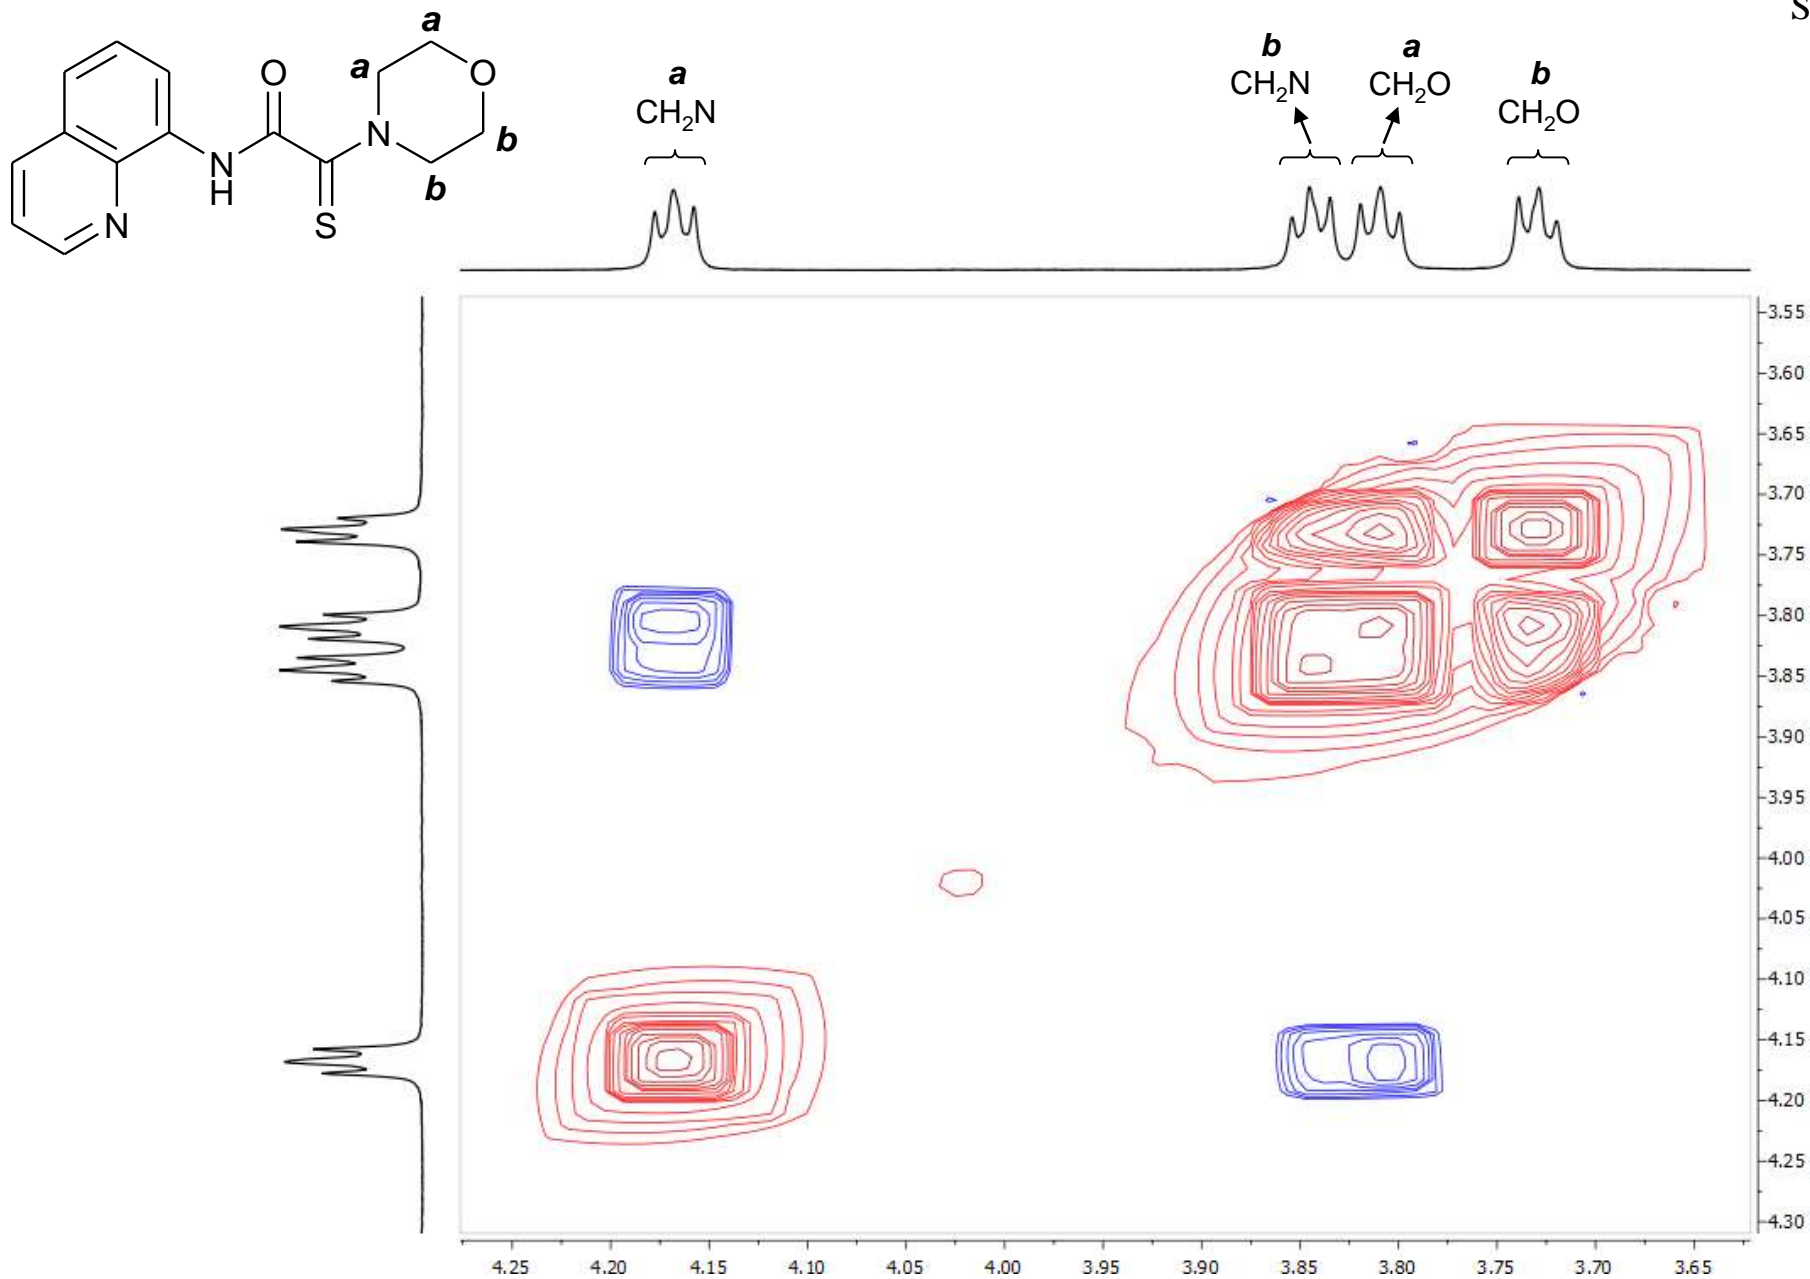 S
a
a
O
O
N
N
H
b
b
S
N
a
CH₂N
b
CH₂N
a
CH₂O
b
CH₂O
3.55
3.60
3.65
3.70
3.75
3.80
3.85
3.90
3.95
4.00
4.05
4.10
4.15
4.20
4.25
4.30
4.25 4.20 4.15 4.10 4.05 4.00 3.95 3.90 3.85 3.80 3.75 3.70 3.65